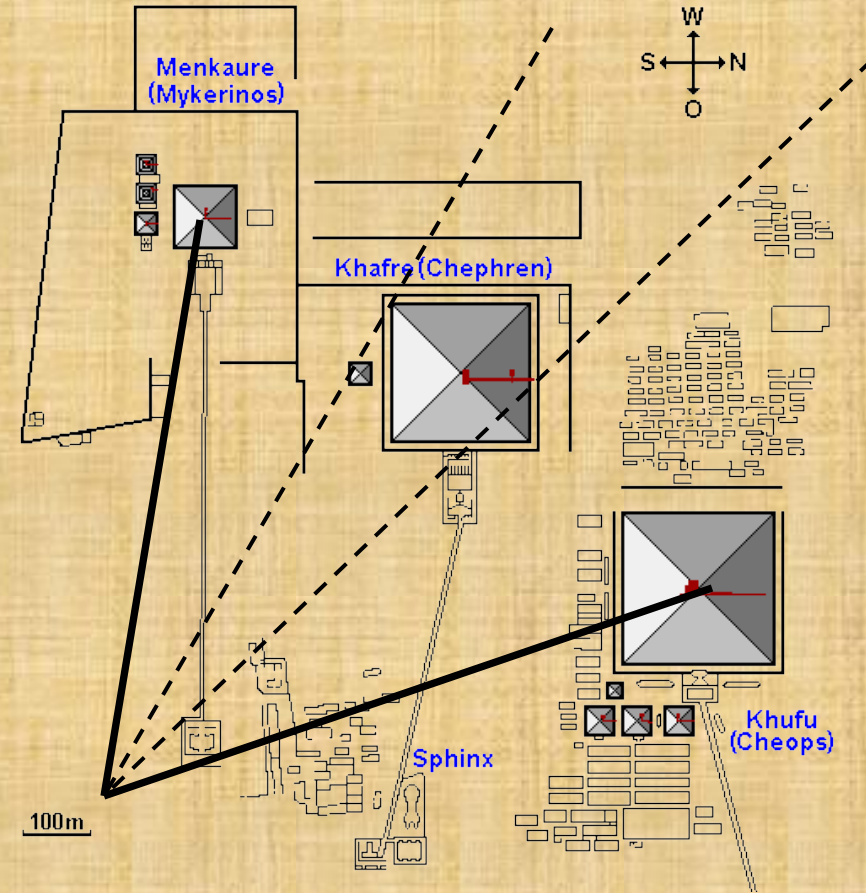 W
S N
O
Menkaure
(Mykerinos)
Khafre (Chephren)
Khufu
(Cheops)
Sphinx
100m